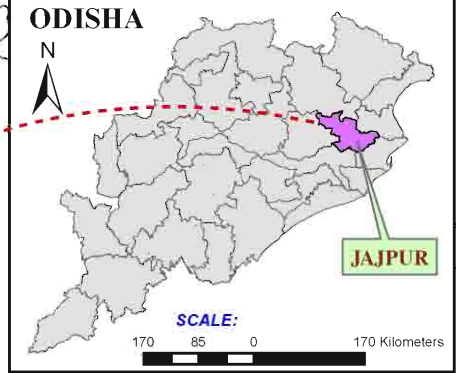 ODISHA
N
JAJPUR
SCALE:
170 85 0 170 Kilometers